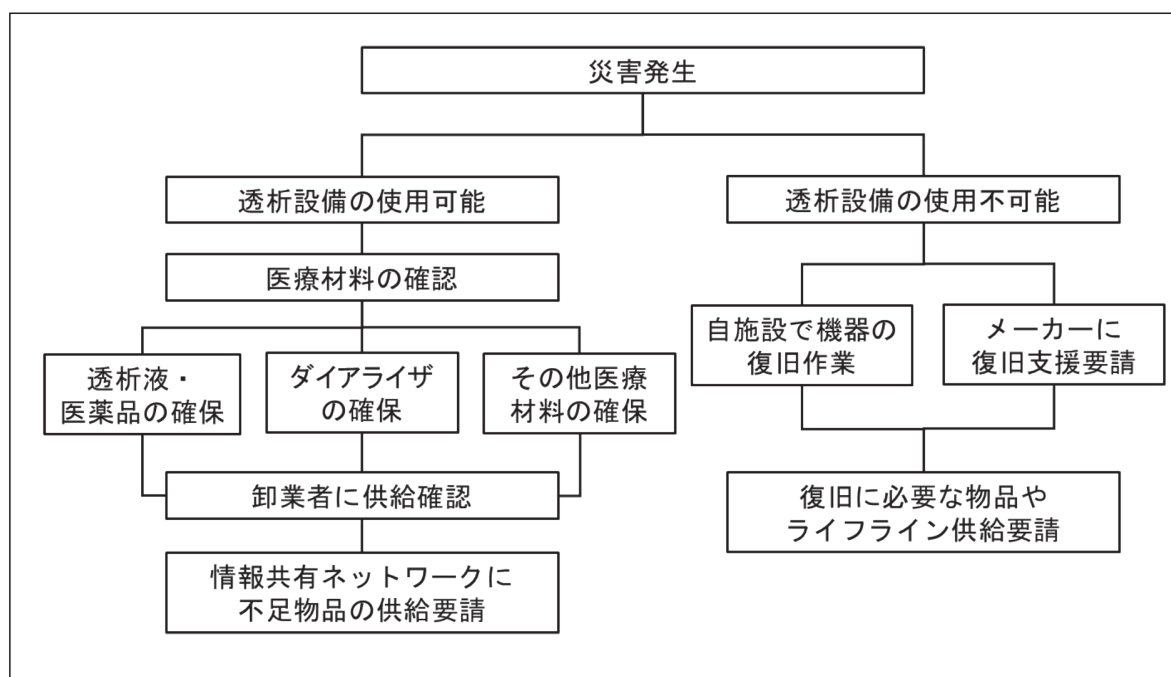 災害発生
透析設備の使用可能
透析設備の使用不可能
医療材料の確認
自施設で機器の
復旧作業
メーカーに
復旧支援要請
透析液・
医薬品の確保
ダイアライザ
の確保
その他医療
材料の確保
卸業者に供給確認
復旧に必要な物品や
ライフライン供給要請
情報共有ネットワークに
不足物品の供給要請